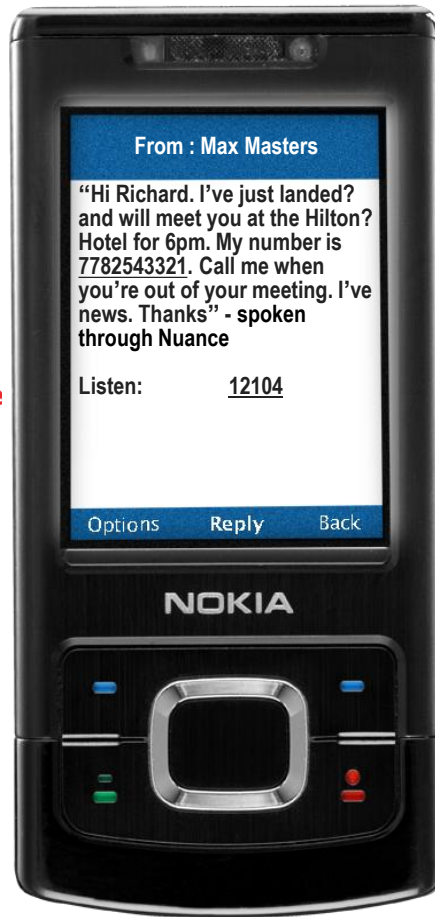 From : Max Masters
“Hi Richard. I’ve just landed?
and will meet you at the Hilton?
Hotel for 6pm. My number is
7782543321. Call me when
you’re out of your meeting. I’ve
news. Thanks” - spoken
through Nuance
Listen: 12104
Options Reply Back
NOKIA